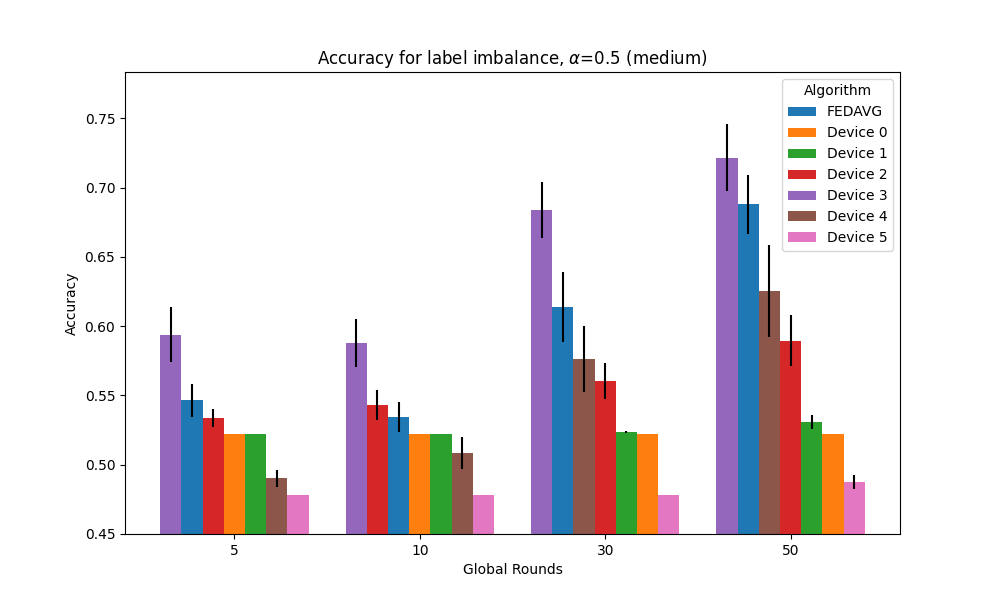 Accuracy for label imbalance, α=0.5 (medium)
Algorithm
FEDAVG
Device 0
Device 1
Device 2
Device 3
Device 4
Device 5
Accuracy
0.75
0.70
0.65
0.60
0.55
0.50
0.45
5 10 30 50
Global Rounds